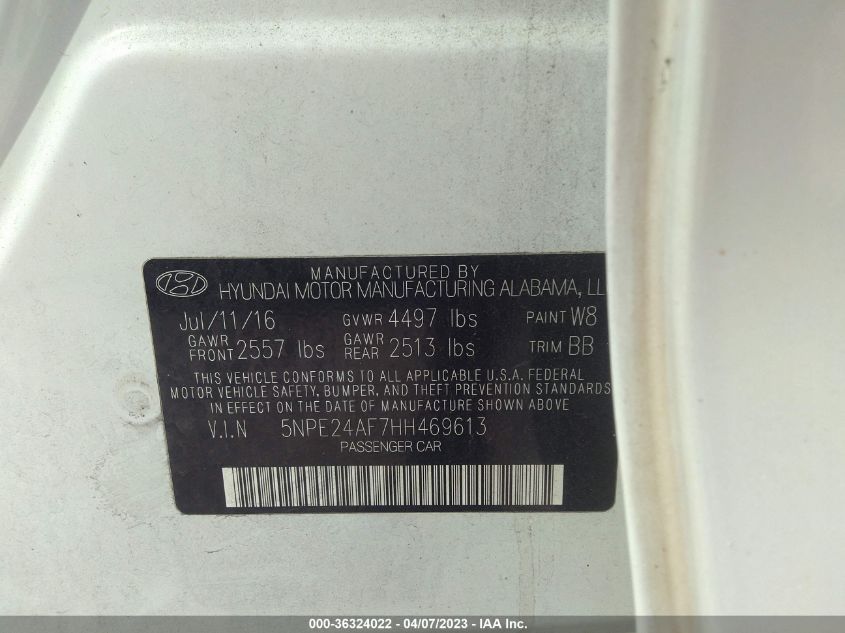 MANUFACTURED BY
HYUNDAI MOTOR MANUFACTURING ALABAMA, LL
Jul/11/16 GVWR 4497 lbs PAINT W8
GAWR FRONT 2557 lbs GAWR REAR 2513 lbs TRIM BB
THIS VEHICLE CONFORMS TO ALL APPLICABLE U.S.A. FEDERAL
MOTOR VEHICLE SAFETY, BUMPER, AND THEFT PREVENTION STANDARDS
IN EFFECT ON THE DATE OF MANUFACTURE SHOWN ABOVE
V.I.N 5NPE24AF7HH469613
PASSENGER CAR
000-36324022 - 04/07/2023 - IAA Inc.